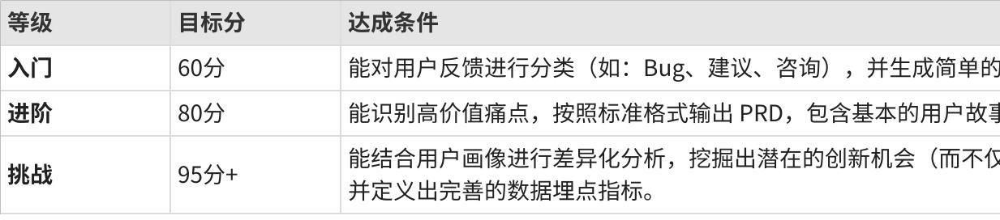 等级 目标分 达成条件
入门 60分 能对用户反馈进行分类（如：Bug、建议、咨询），并生成简单的
进阶 80分 能识别高价值痛点，按照标准格式输出 PRD，包含基本的用户故事
挑战 95分+ 能结合用户画像进行差异化分析，挖掘出潜在的创新机会（而不仅
并定义出完善的数据埋点指标。